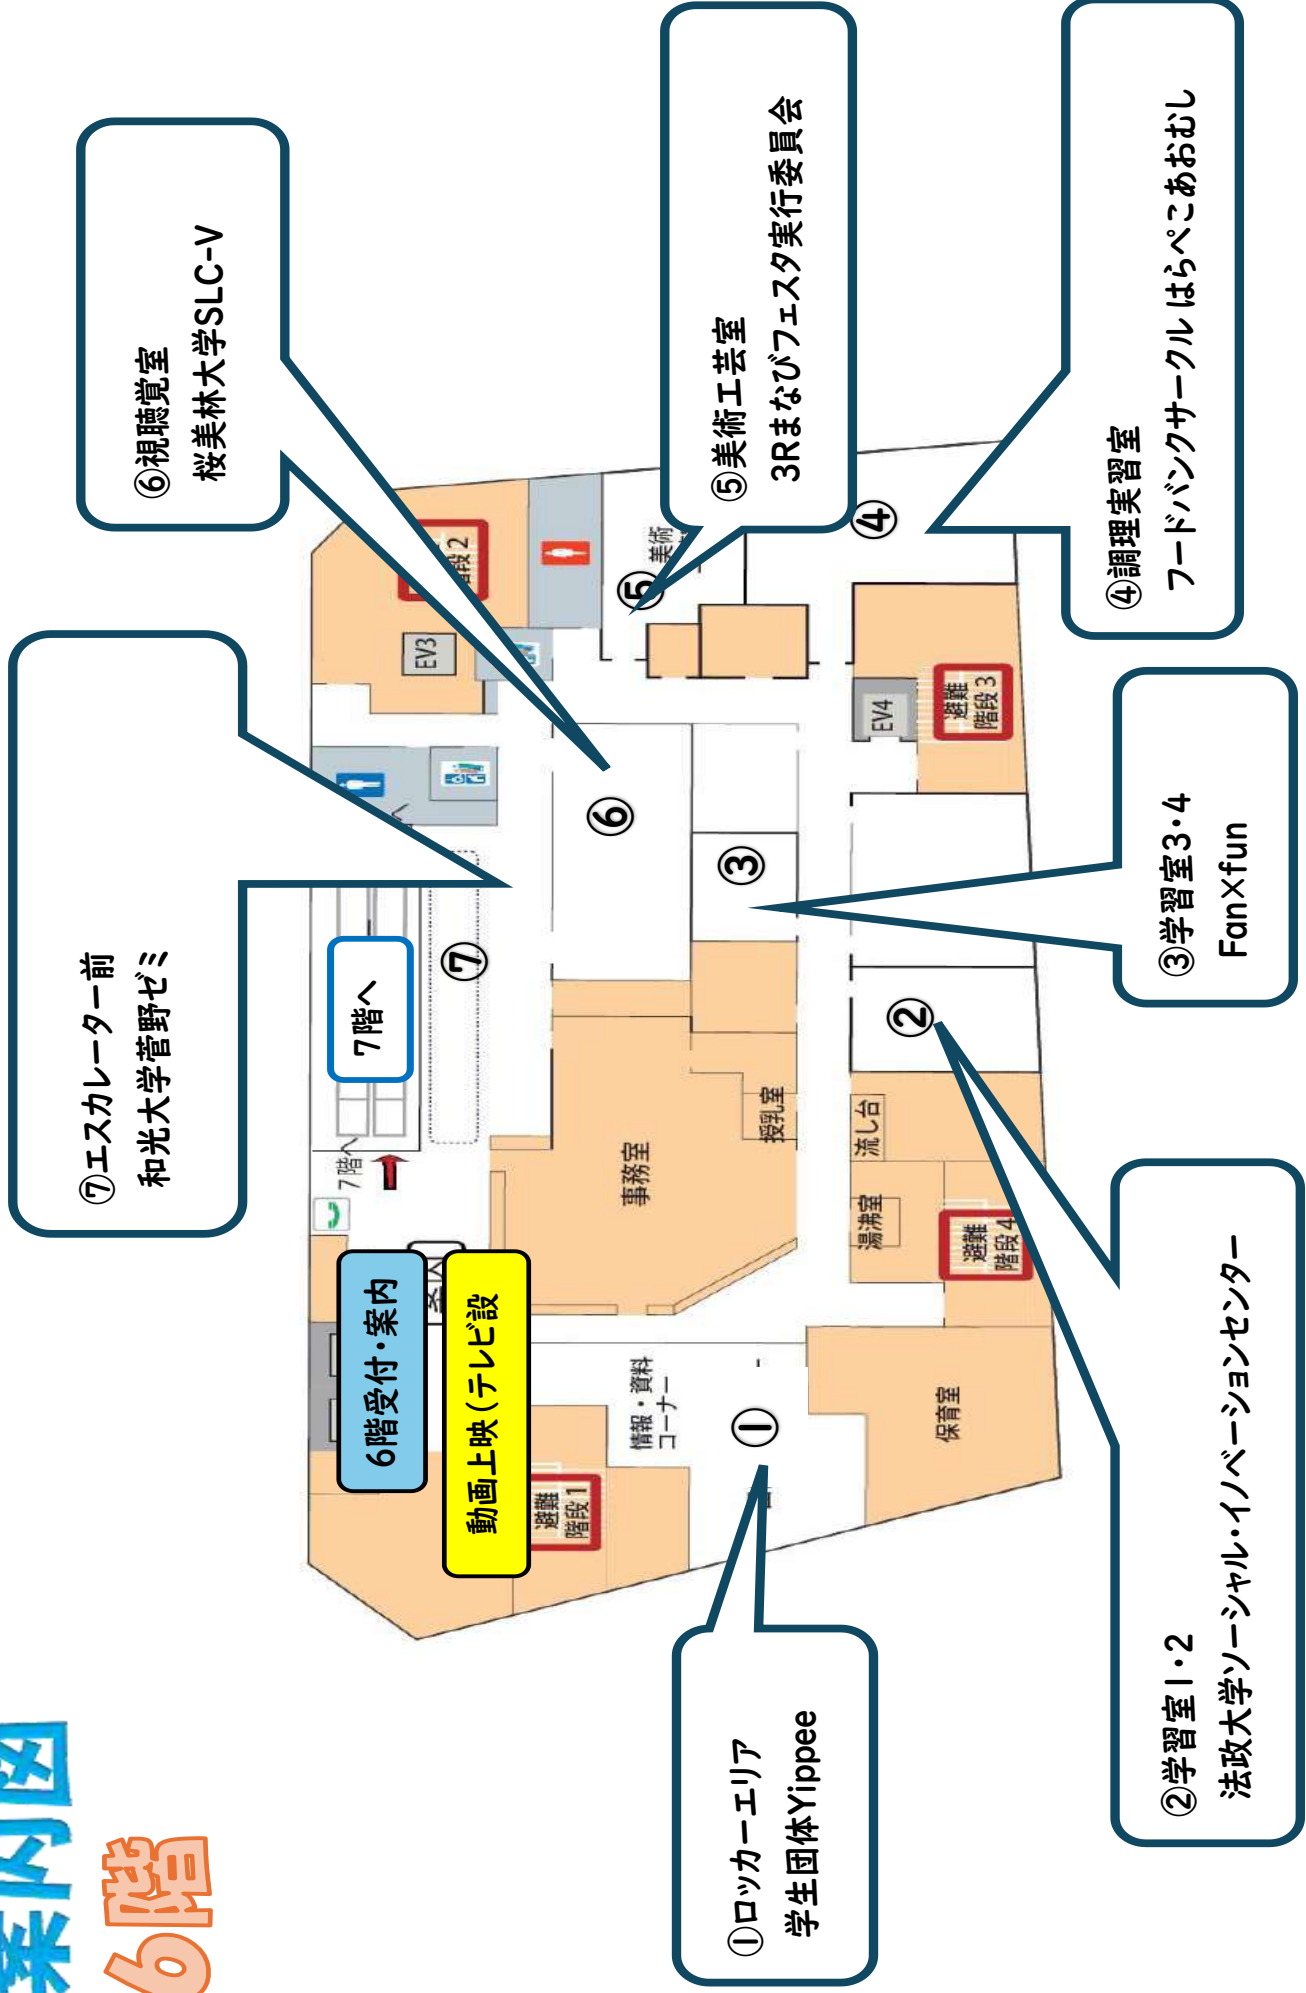 案内図
6階
⑦エスカレーター前
和光大学菅野ゼミ
⑥視聴覚室
桜美林大学SLC-V
⑤美術工芸室
3Rまなびフェスタ実行委員会
④調理実習室
フードバンクサークル はらぺこあおむし
③学習室3・4
Fan×fun
②学習室1・2
法政大学ソーシャル・イノベーションセンター
①ロッカーエリア
学生団体Yippee
6階受付・案内
動画上映(テレビ設
7階へ
7階へ
⑦
⑥
⑤
④
③
②
①
EV3
階段2
美術
EV4
避難
階段3
事務室
授乳室
流し台
湯沸室
避難
階段4
情報・資料
コーナー
保育室
避難
階段1